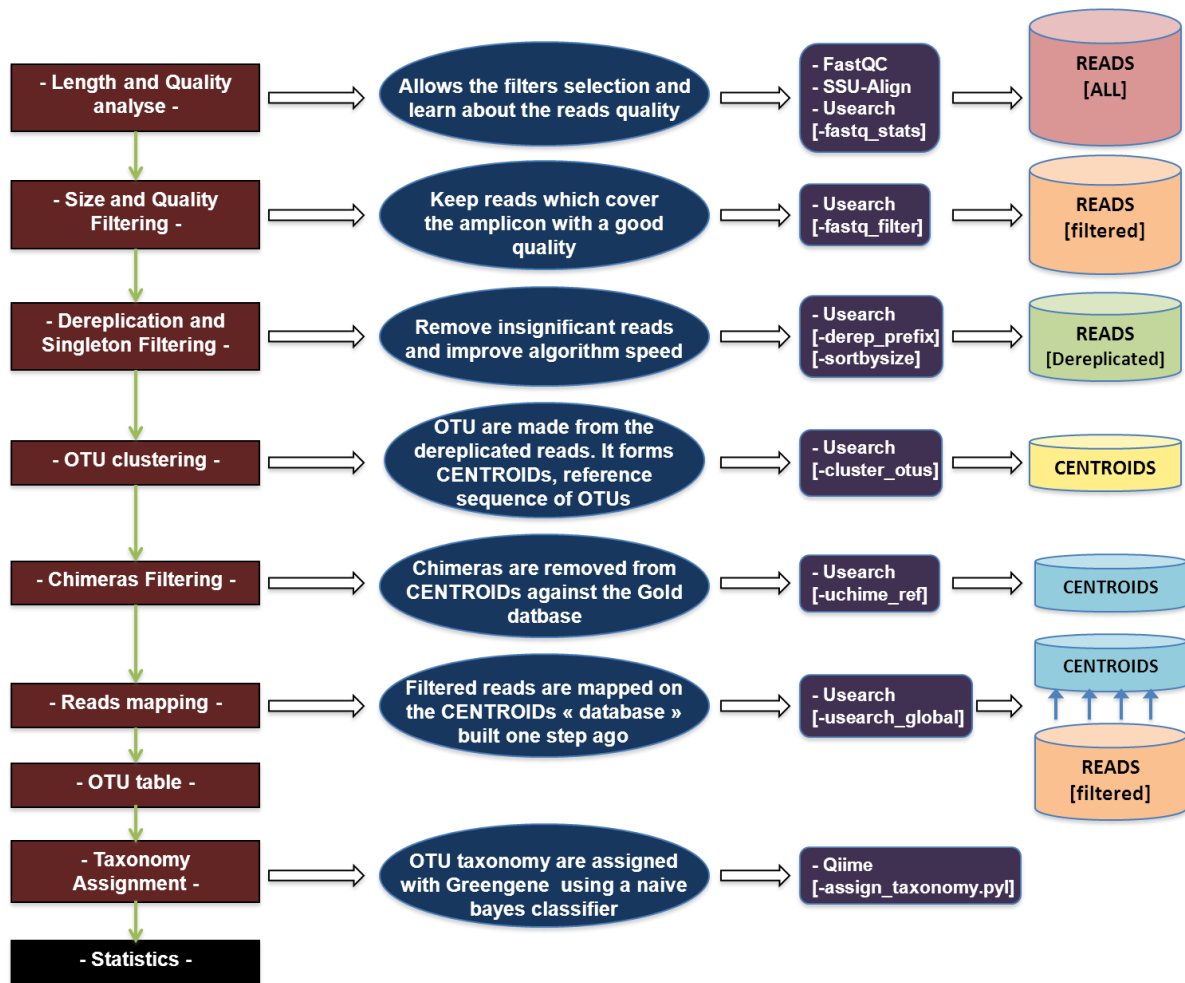 - Length and Quality
analyse -
Allows the filters selection and
learn about the reads quality
- FastQC
- SSU-Align
- Usearch
[-fastq_stats]
READS
[ALL]
- Size and Quality
Filtering -
Keep reads which cover
the amplicon with a good
quality
- Usearch
[-fastq_filter]
READS
[filtered]
- Dereplication and
Singleton Filtering -
Remove insignificant reads
and improve algorithm speed
- Usearch
[-derep_prefix]
[-sortbysize]
READS
[Dereplicated]
- OTU clustering -
OTU are made from the
dereplicated reads. It forms
CENTROIDs, reference
sequence of OTUs
- Usearch
[-cluster_otus]
CENTROIDS
- Chimeras Filtering -
Chimeras are removed from
CENTROIDs against the Gold
datbase
- Usearch
[-uchime_ref]
CENTROIDS
- Reads mapping -
Filtered reads are mapped on
the CENTROIDs « database »
built one step ago
- Usearch
[-usearch_global]
CENTROIDS
READS
[filtered]
- OTU table -
- Taxonomy
Assignment -
OTU taxonomy are assigned
with Greengene using a naive
bayes classifier
- Qiime
[-assign_taxonomy.pyl]
- Statistics -